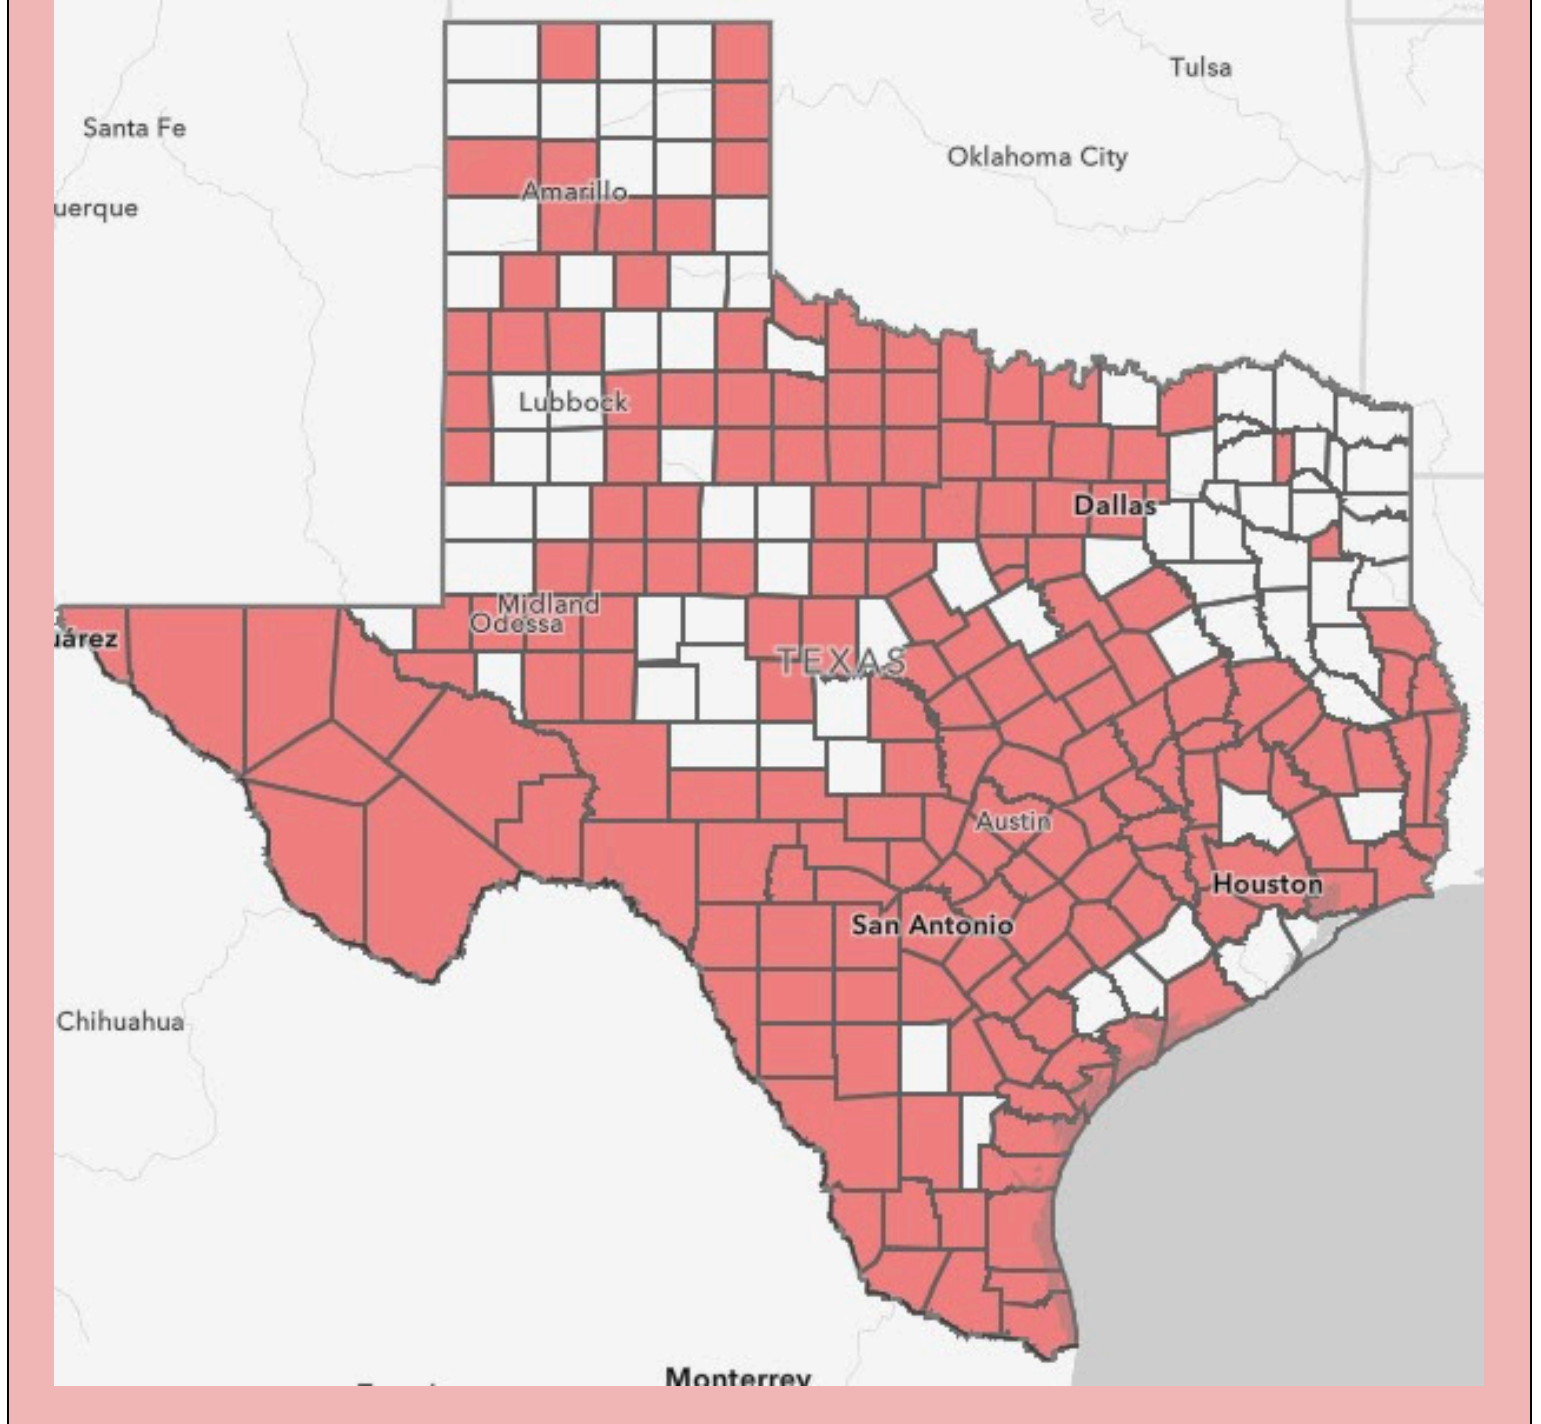 Tulsa
Santa Fe
Oklahoma City
Amarillo
uerque
Lubbock
Dallas
Midland
Odessa
uárez
TEXAS
Austin
Houston
San Antonio
Chihuahua
Monterrey